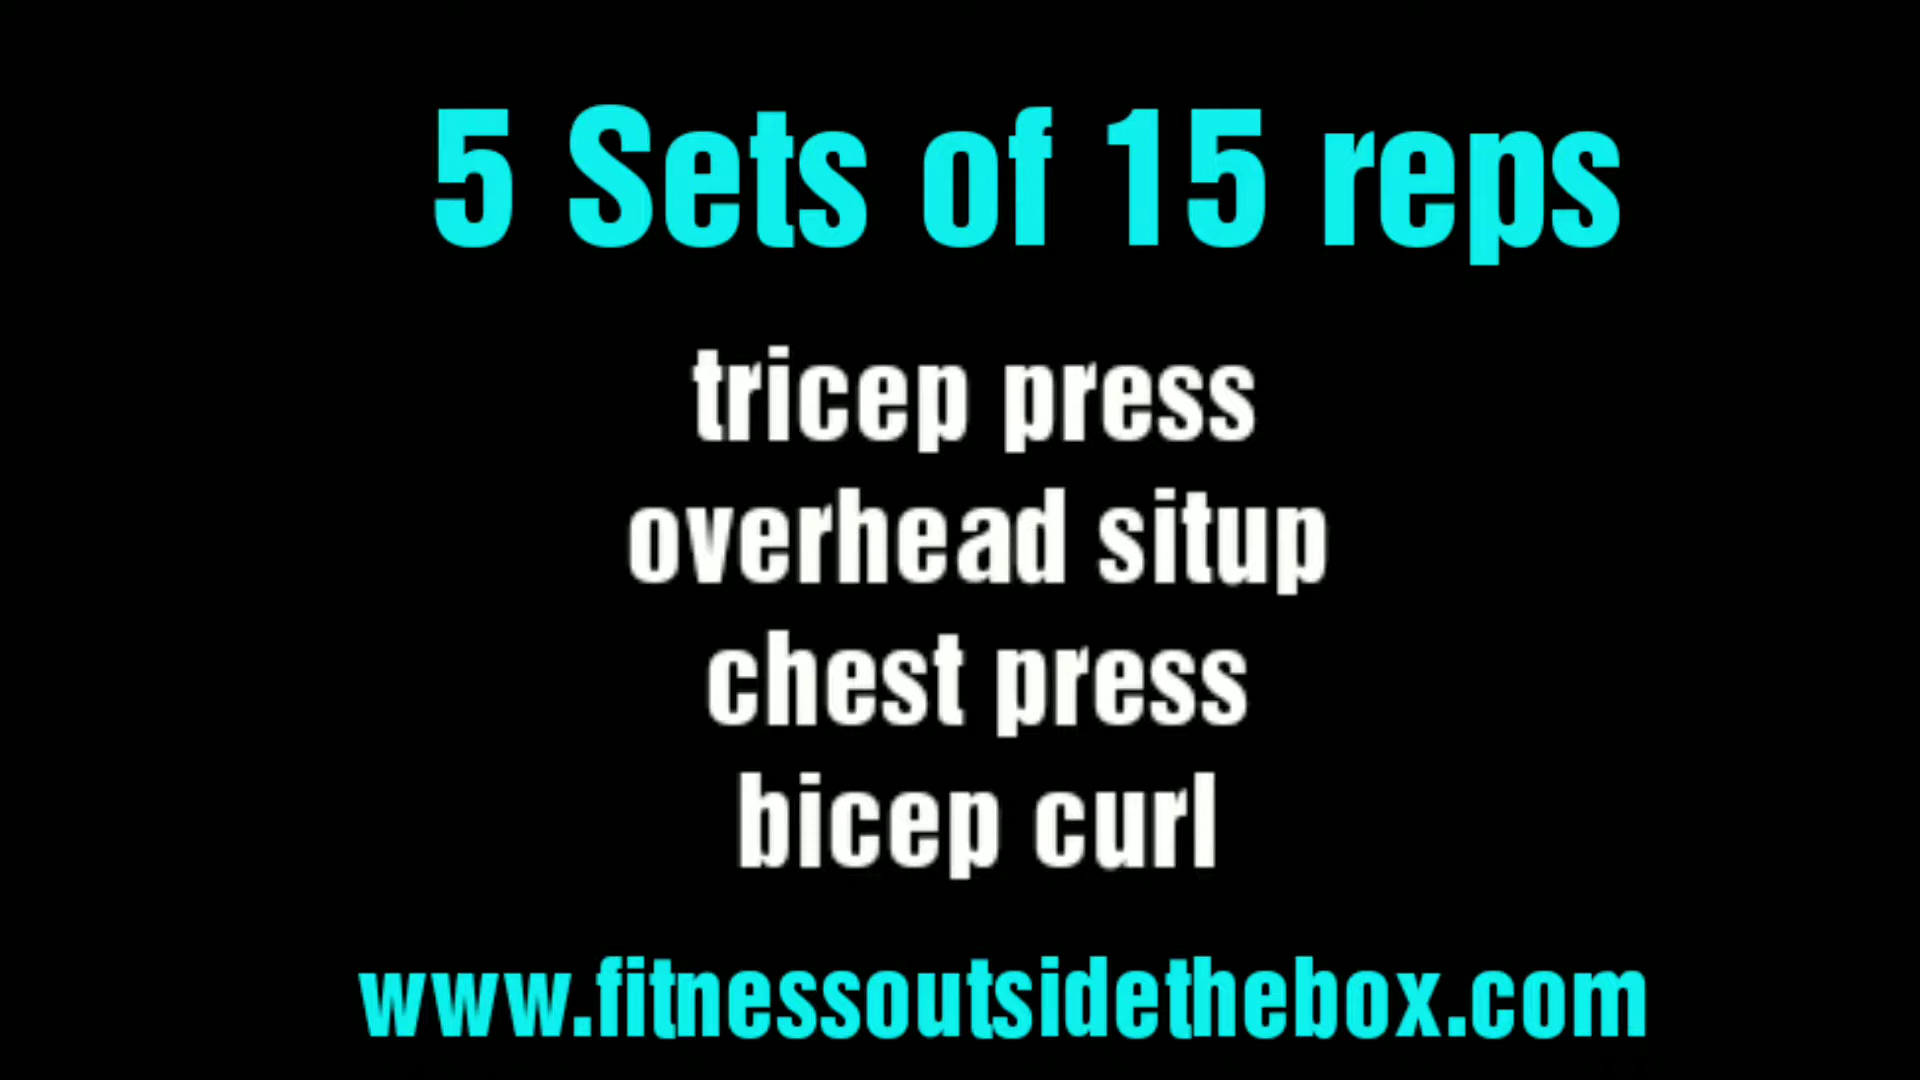 5 Sets of 15 reps
tricep press
overhead situp
chest press
bicep curl
www.fitnessoutsidethebox.com